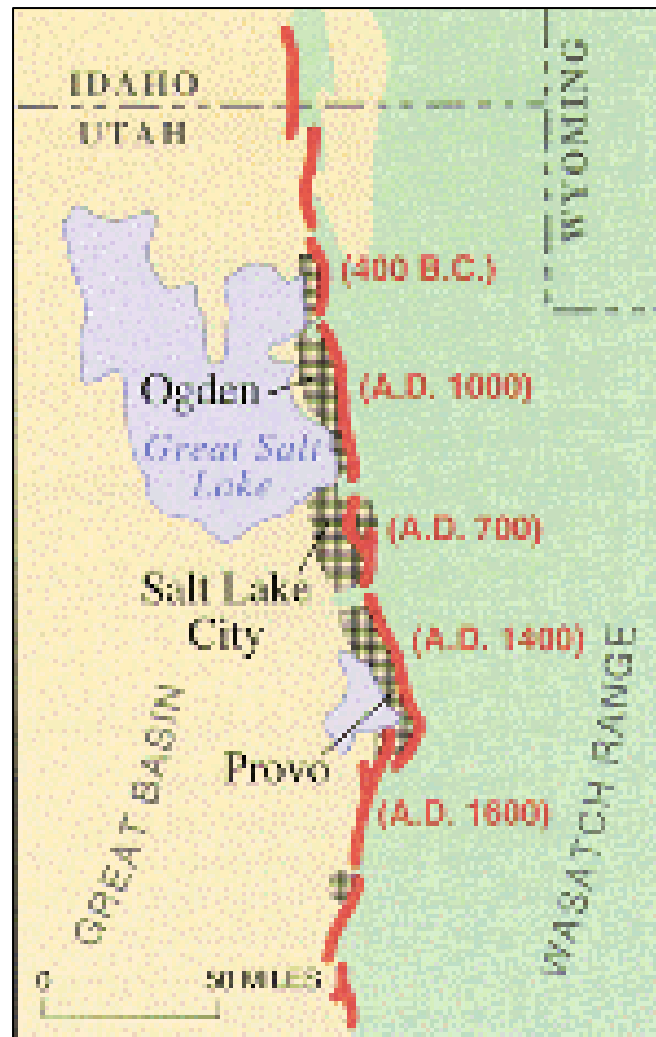 IDAHO
UTAH
WYOMING
(400 B.C.)
Ogden
(A.D. 1000)
Great Salt
Lake
(A.D. 700)
Salt Lake
City
(A.D. 1400)
Provo
(A.D. 1600)
GREAT BASIN
WASATCH RANGE
0 50 MILES